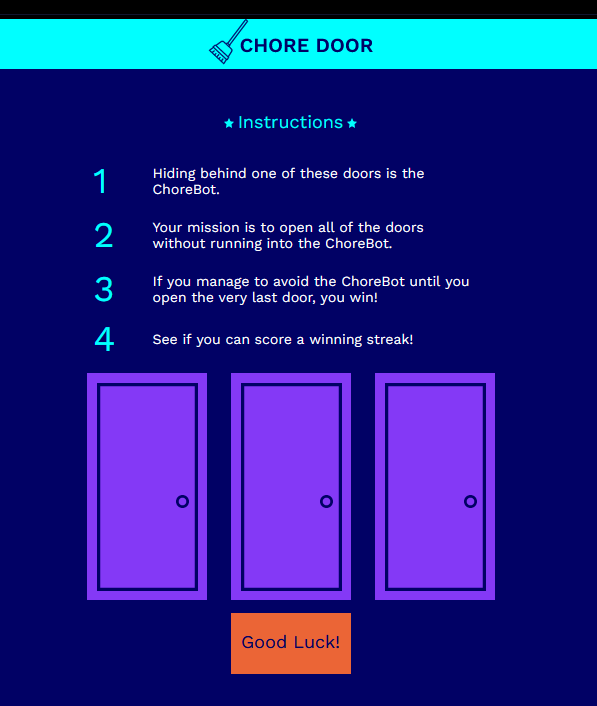 CHORE DOOR
Instructions
1
Hiding behind one of these doors is the
ChoreBot.
2
Your mission is to open all of the doors
without running into the ChoreBot.
3
If you manage to avoid the ChoreBot until you
open the very last door, you win!
4
See if you can score a winning streak!
Good Luck!